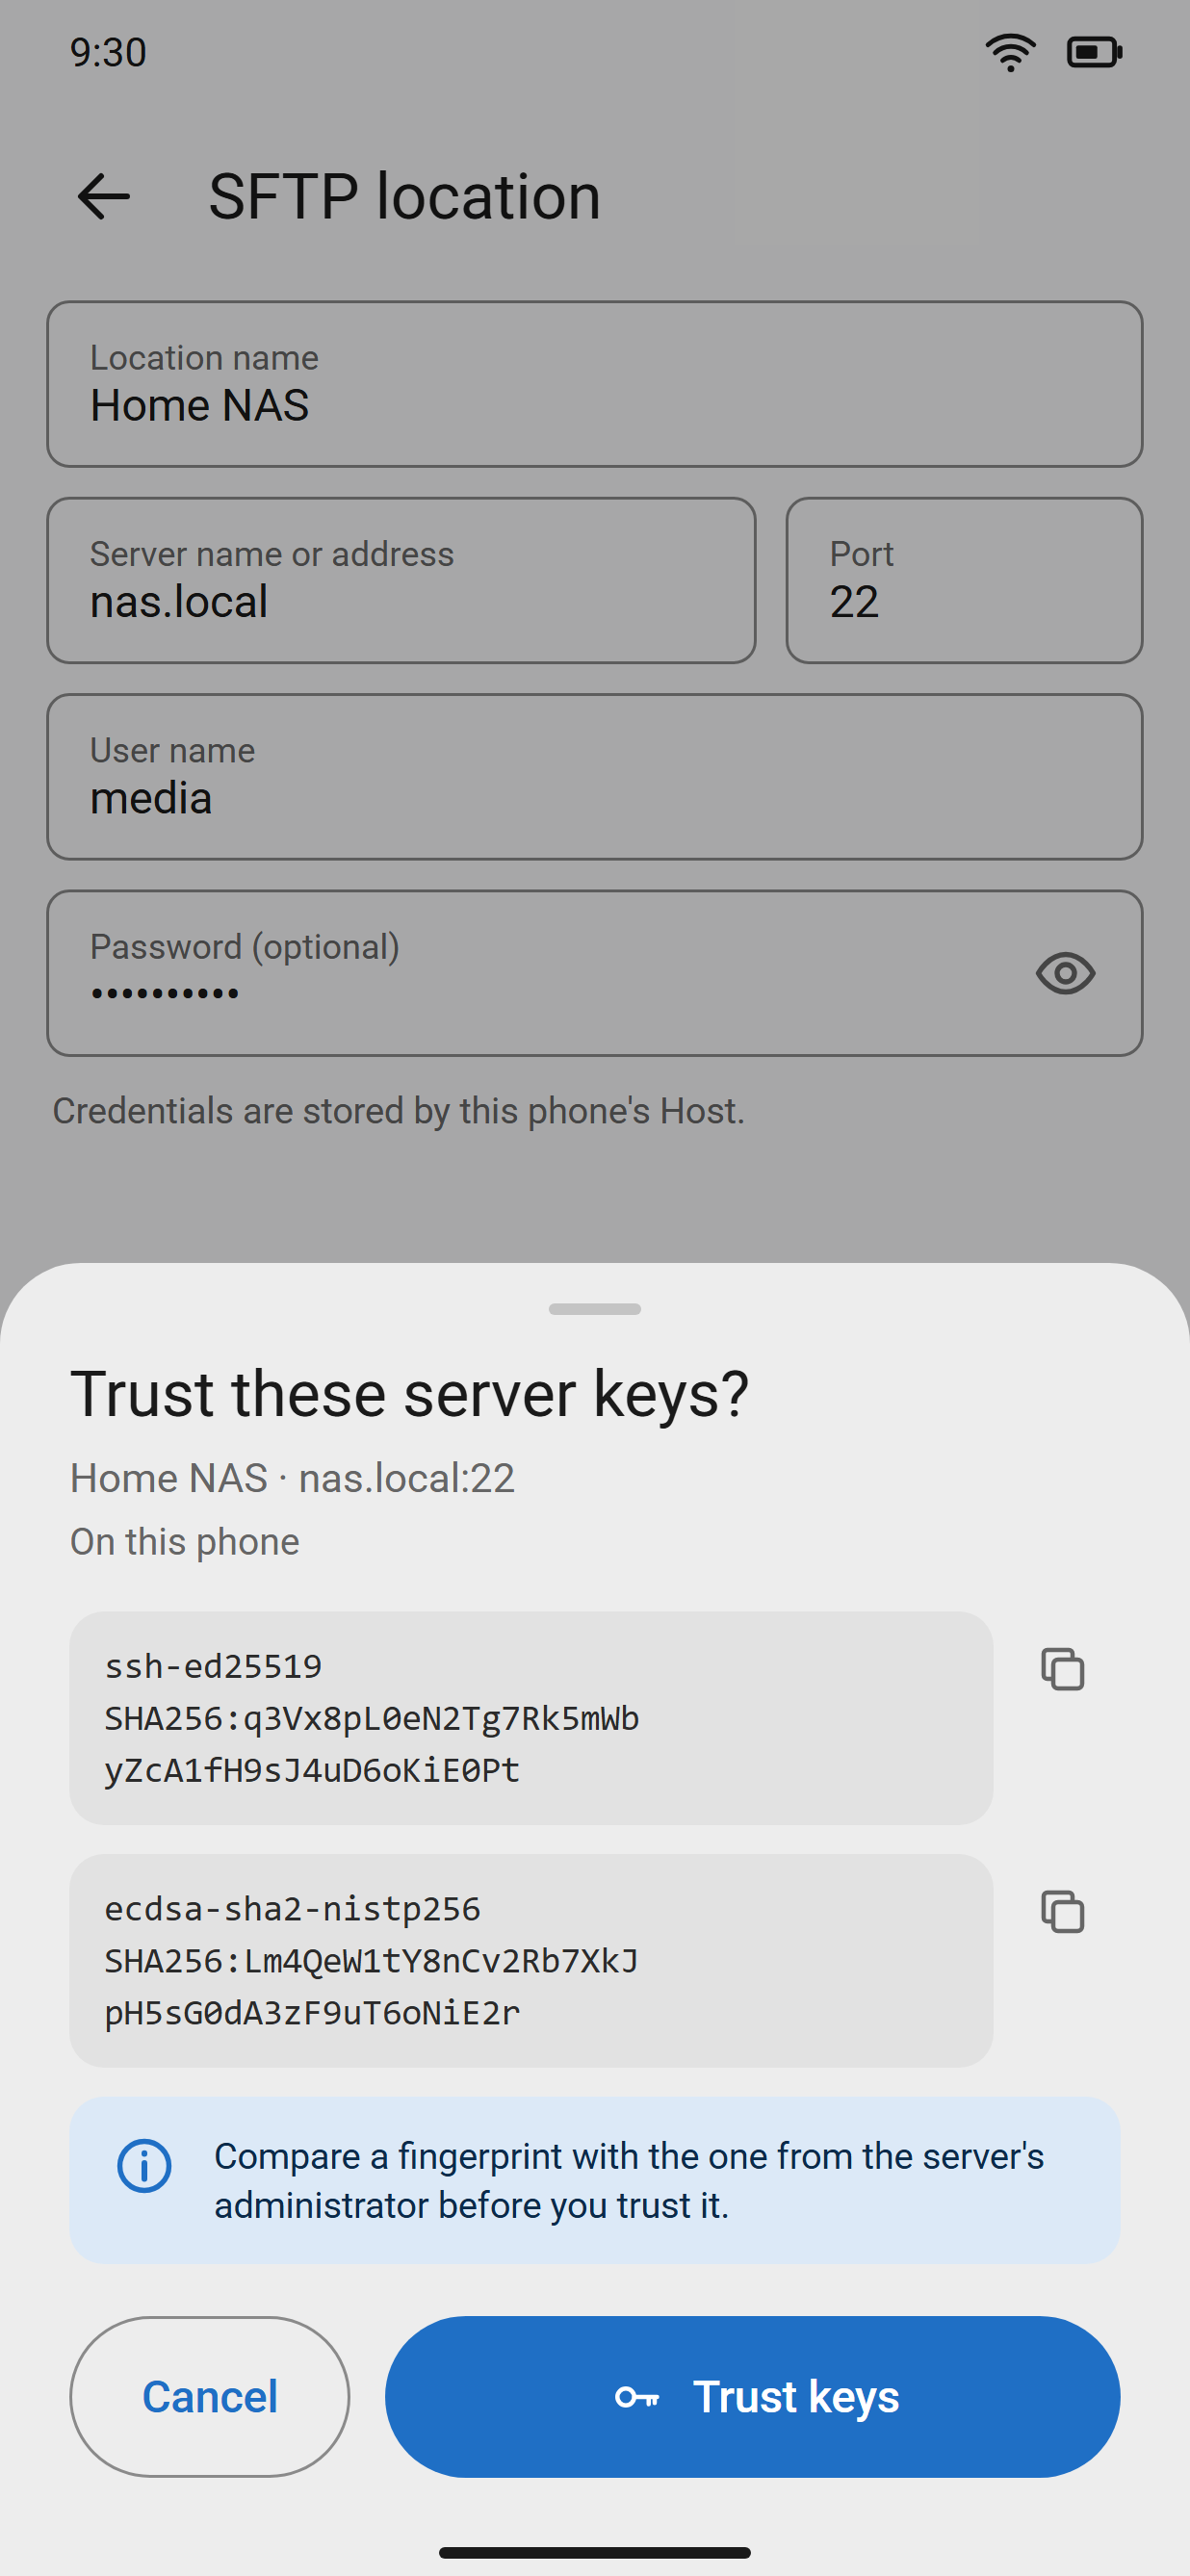 9:30
SFTP location
Location name
Home NAS
Server name or address
nas.local
Port
22
User name
media
Password (optional)
••••••••••
Credentials are stored by this phone's Host.
Trust these server keys?
Home NAS · nas.local:22
On this phone
ssh-ed25519
SHA256:q3Vx8pL0eN2Tg7Rk5mWb
yZcA1fH9sJ4uD6oKiE0Pt
ecdsa-sha2-nistp256
SHA256:Lm4QeW1tY8nCv2Rb7XkJ
pH5sG0dA3zF9uT6oNiE2r
Compare a fingerprint with the one from the server's
administrator before you trust it.
Cancel
Trust keys